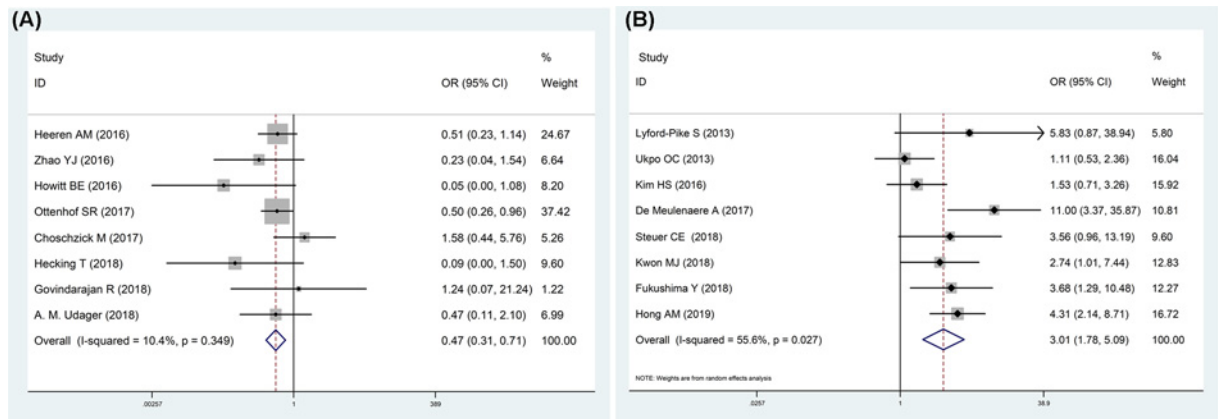 (A)
Study %
ID OR (95% CI) Weight
Heeren AM (2016) 0.51 (0.23, 1.14) 24.67
Zhao YJ (2016) 0.23 (0.04, 1.54) 6.64
Howitt BE (2016) 0.05 (0.00, 1.08) 8.20
Ottenhof SR (2017) 0.50 (0.26, 0.96) 37.42
Choschzick M (2017) 1.58 (0.44, 5.76) 5.26
Hecking T (2018) 0.09 (0.00, 1.50) 9.60
Govindarajan R (2018) 1.24 (0.07, 21.24) 1.22
A. M. Udager (2018) 0.47 (0.11, 2.10) 6.99
Overall (I-squared = 10.4%, p = 0.349) 0.47 (0.31, 0.71) 100.00
.00257 1 389
(B)
Study %
ID OR (95% CI) Weight
Lyford-Pike S (2013) 5.83 (0.87, 38.94) 5.80
Ukpo OC (2013) 1.11 (0.53, 2.36) 16.04
Kim HS (2016) 1.53 (0.71, 3.26) 15.92
De Meulenaere A (2017) 11.00 (3.37, 35.87) 10.81
Steuer CE (2018) 3.56 (0.96, 13.19) 9.60
Kwon MJ (2018) 2.74 (1.01, 7.44) 12.83
Fukushima Y (2018) 3.68 (1.29, 10.48) 12.27
Hong AM (2019) 4.31 (2.14, 8.71) 16.72
Overall (I-squared = 55.6%, p = 0.027) 3.01 (1.78, 5.09) 100.00
NOTE: Weights are from random effects analysis
.0257 1 38.9